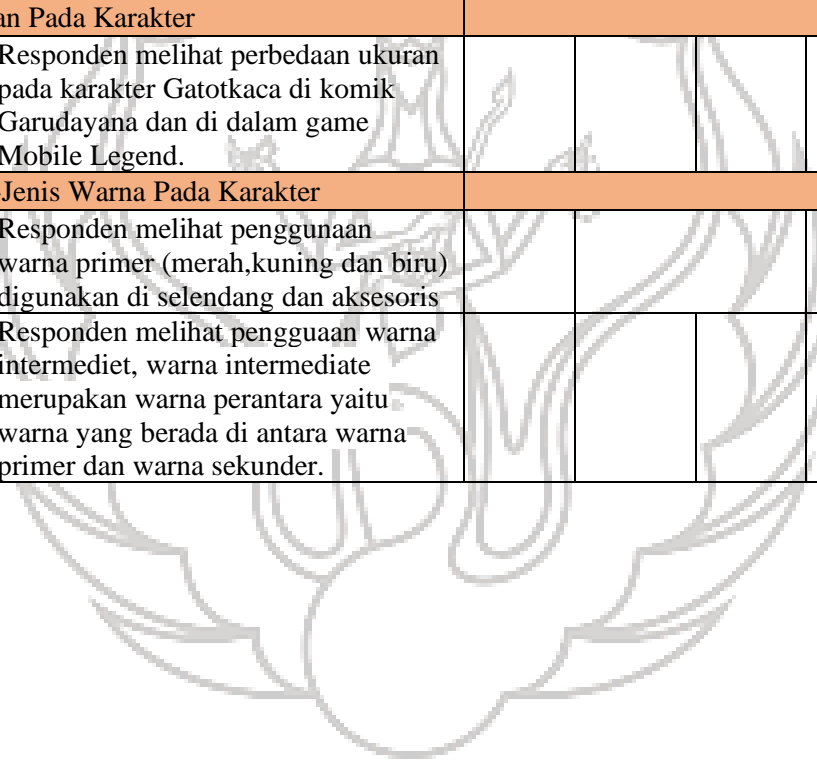 an Pada Karakter
Responden melihat perbedaan ukuran
pada karakter Gatotkaca di komik
Garudayana dan di dalam game
Mobile Legend.
Jenis Warna Pada Karakter
Responden melihat penggunaan
warna primer (merah,kuning dan biru)
digunakan di selendang dan aksesoris
Responden melihat pengguaan warna
intermediet, warna intermediate
merupakan warna perantara yaitu
warna yang berada di antara warna
primer dan warna sekunder.